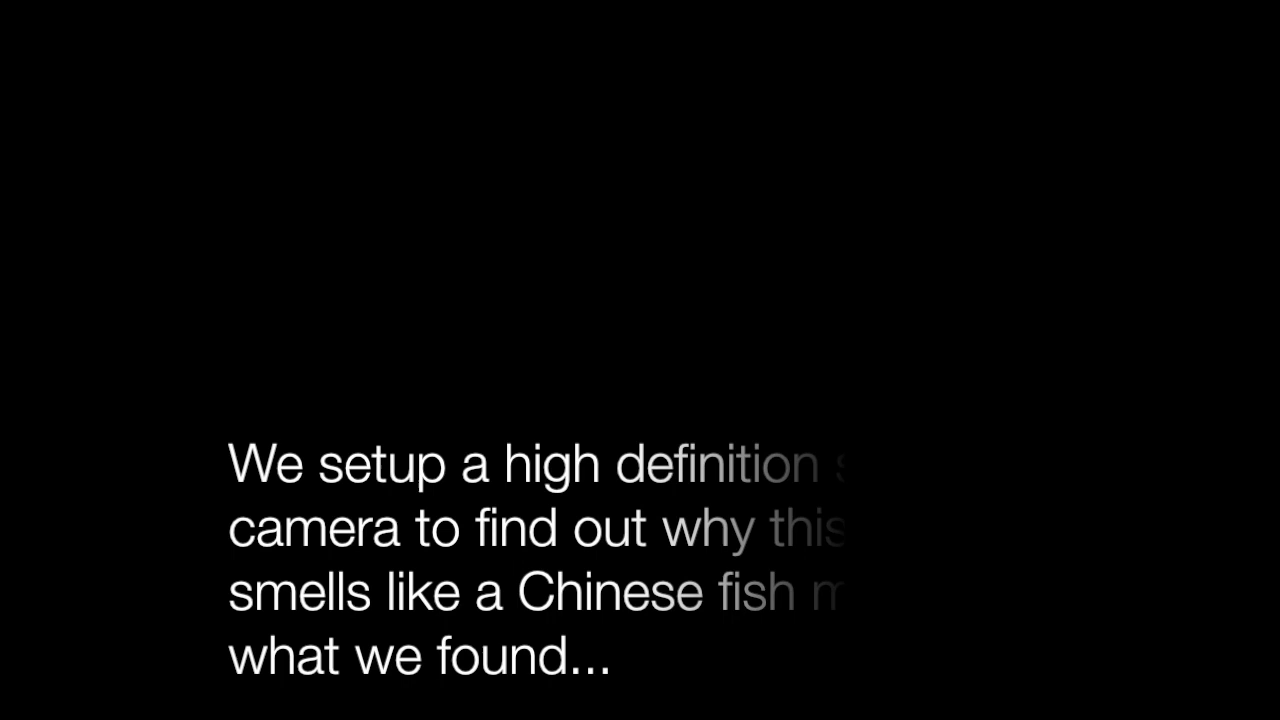 We setup a high definition
camera to find out why this
smells like a Chinese fish
what we found...